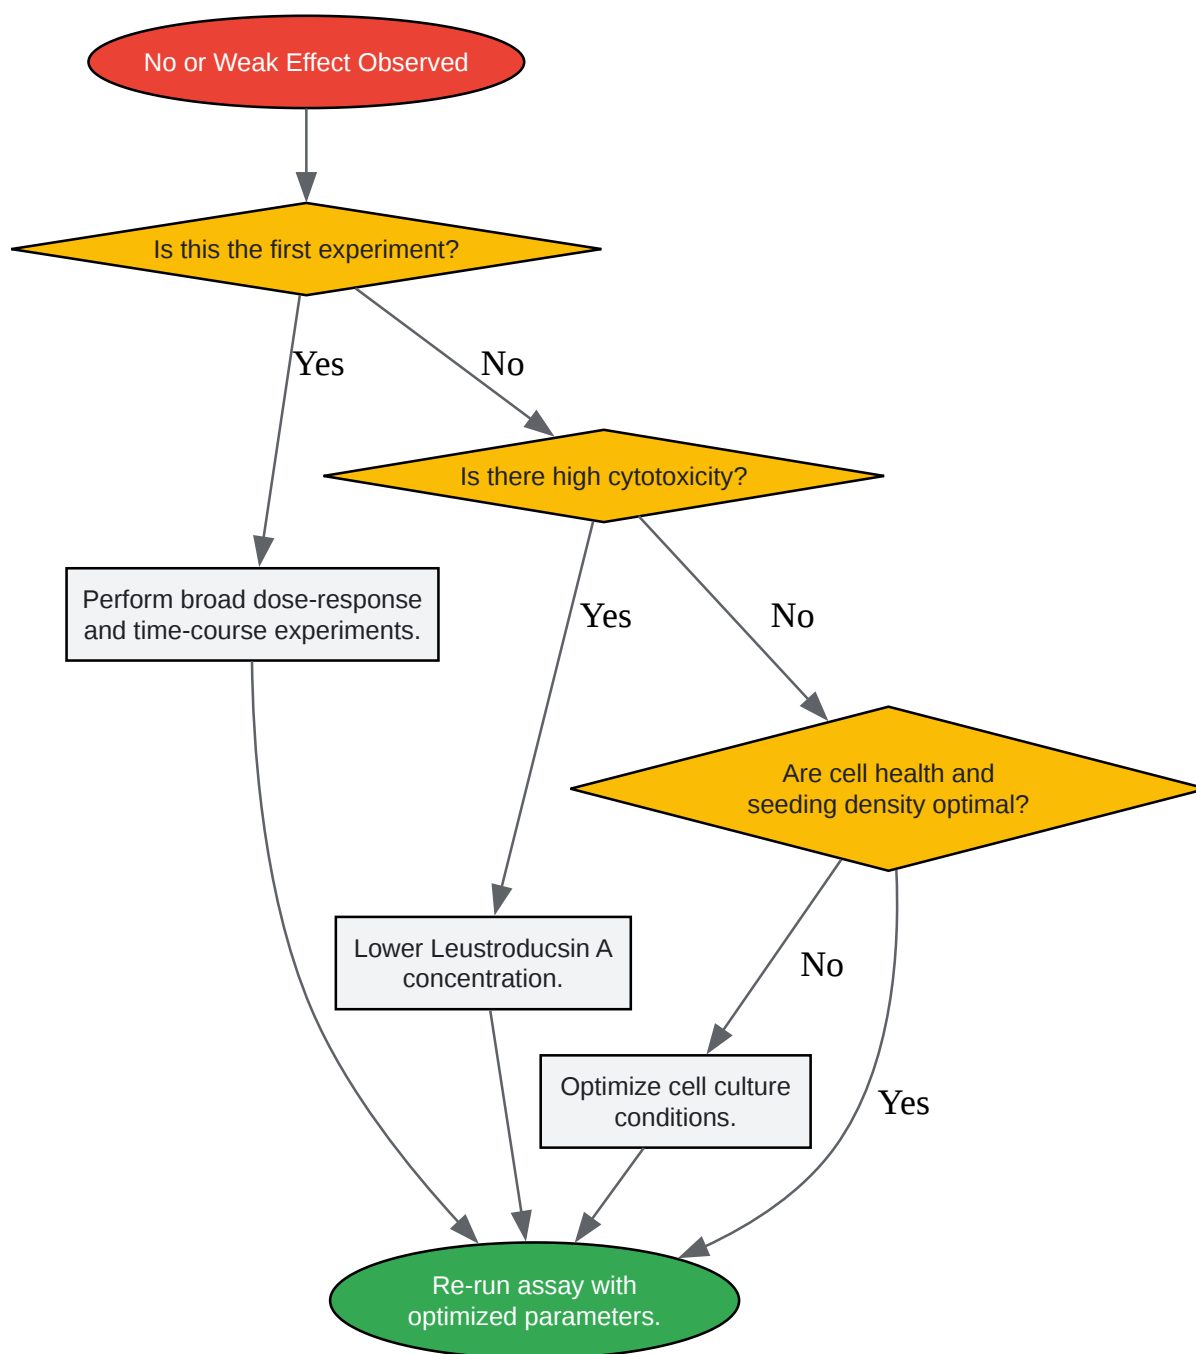 No or Weak Effect Observed
Is this the first experiment?
Yes
No
Is there high cytotoxicity?
Perform broad dose-response
and time-course experiments.
Yes
No
Are cell health and
seeding density optimal?
Lower Leustroducsin A
concentration.
No
Optimize cell culture
conditions.
Yes
Re-run assay with
optimized parameters.